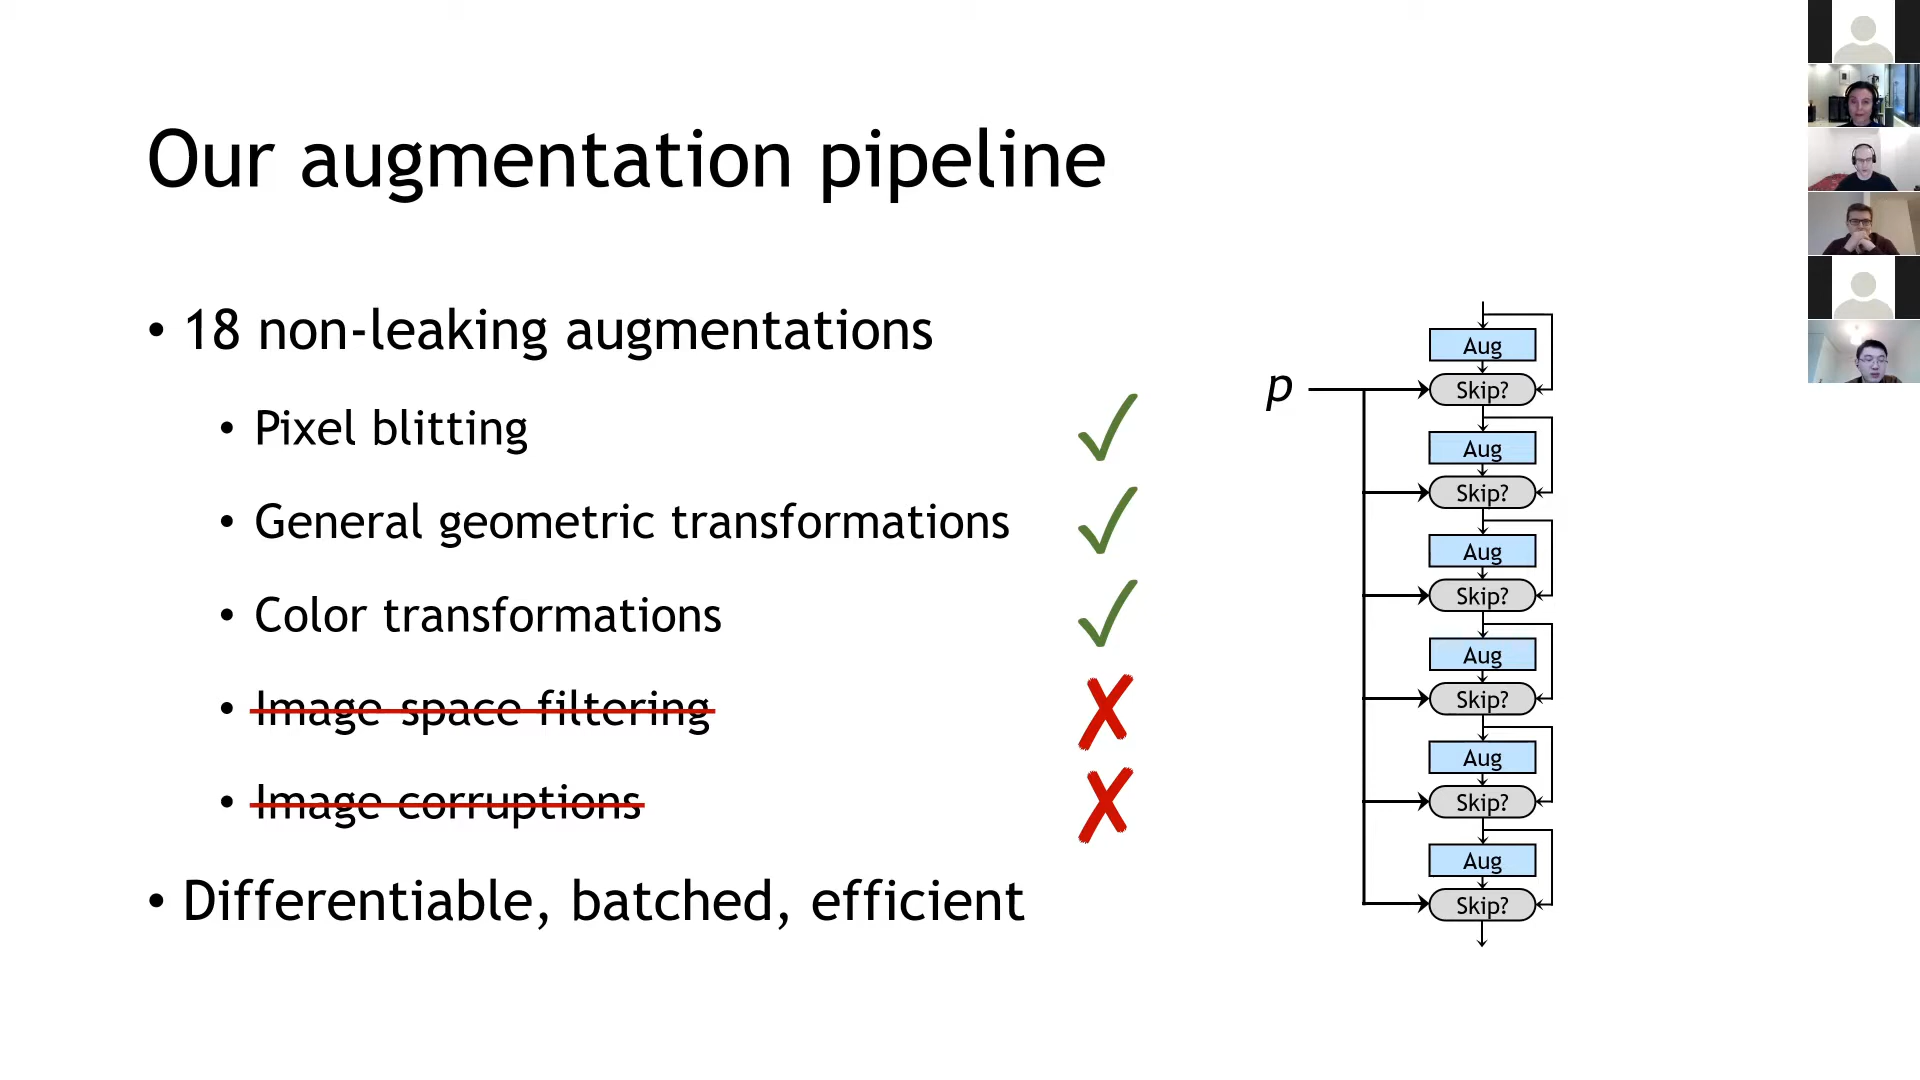 Our augmentation pipeline
• 18 non-leaking augmentations
• Pixel blitting
• General geometric transformations
• Color transformations
• Image space filtering
• Image corruptions
• Differentiable, batched, efficient
p
Aug
Skip?
Aug
Skip?
Aug
Skip?
Aug
Skip?
Aug
Skip?
Aug
Skip?